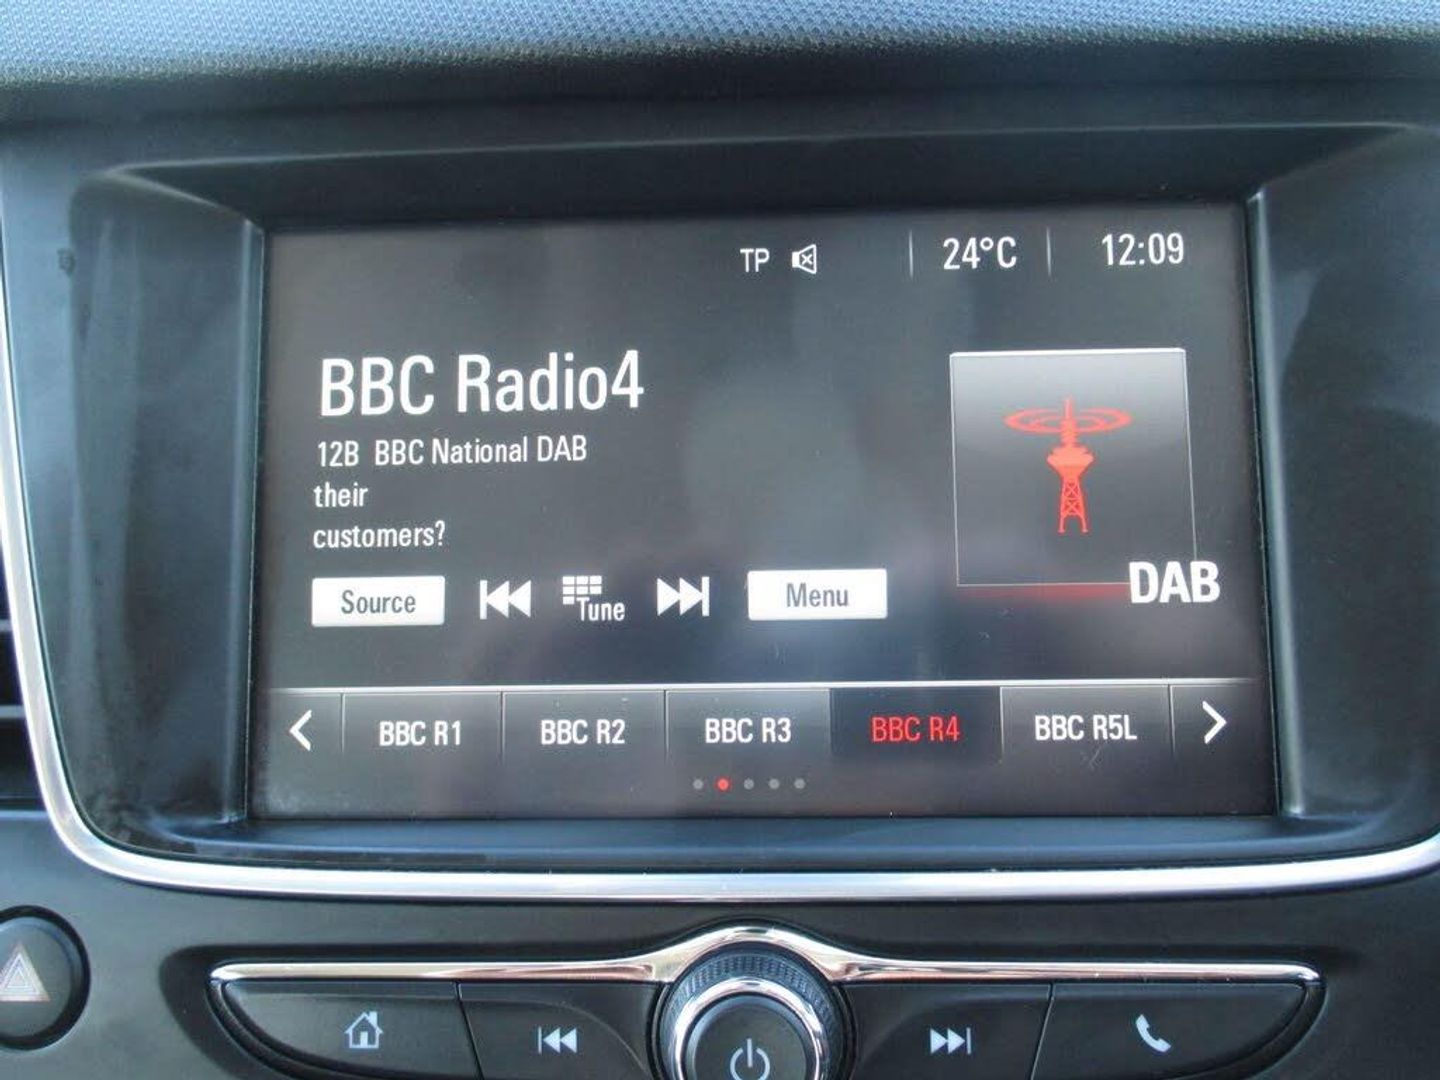 TP 24°C 12:09
BBC Radio4
12B BBC National DAB
their
customers?
Source Tune Menu
DAB
BBC R1 BBC R2 BBC R3 BBC R4 BBC R5L